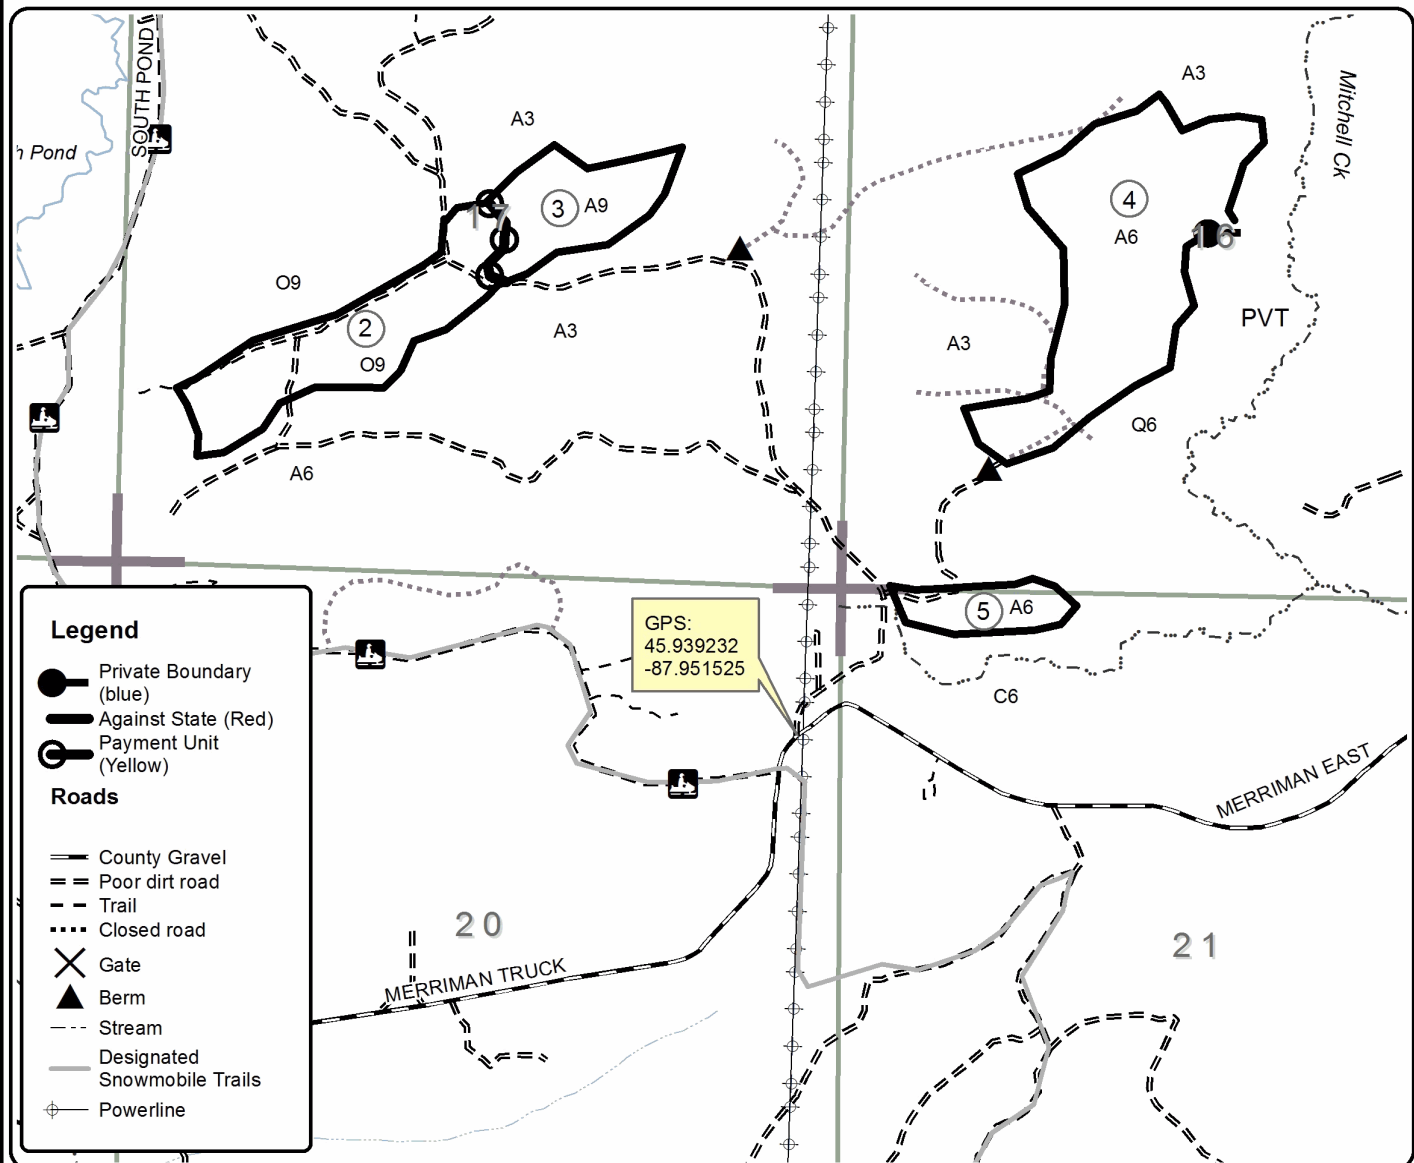 SOUTH POND
h Pond
A3
A3
Mitchell Ck
17
3
A9
4
A6
16
O9
2
O9
A3
A3
PVT
Q6
A6
5
A6
GPS:
45.939232
-87.951525
C6
MERRIMAN EAST
20
21
MERRIMAN TRUCK
Legend
Private Boundary
(blue)
Against State (Red)
Payment Unit
(Yellow)
Roads
County Gravel
Poor dirt road
Trail
Closed road
Gate
Berm
Stream
Designated
Snowmobile Trails
Powerline